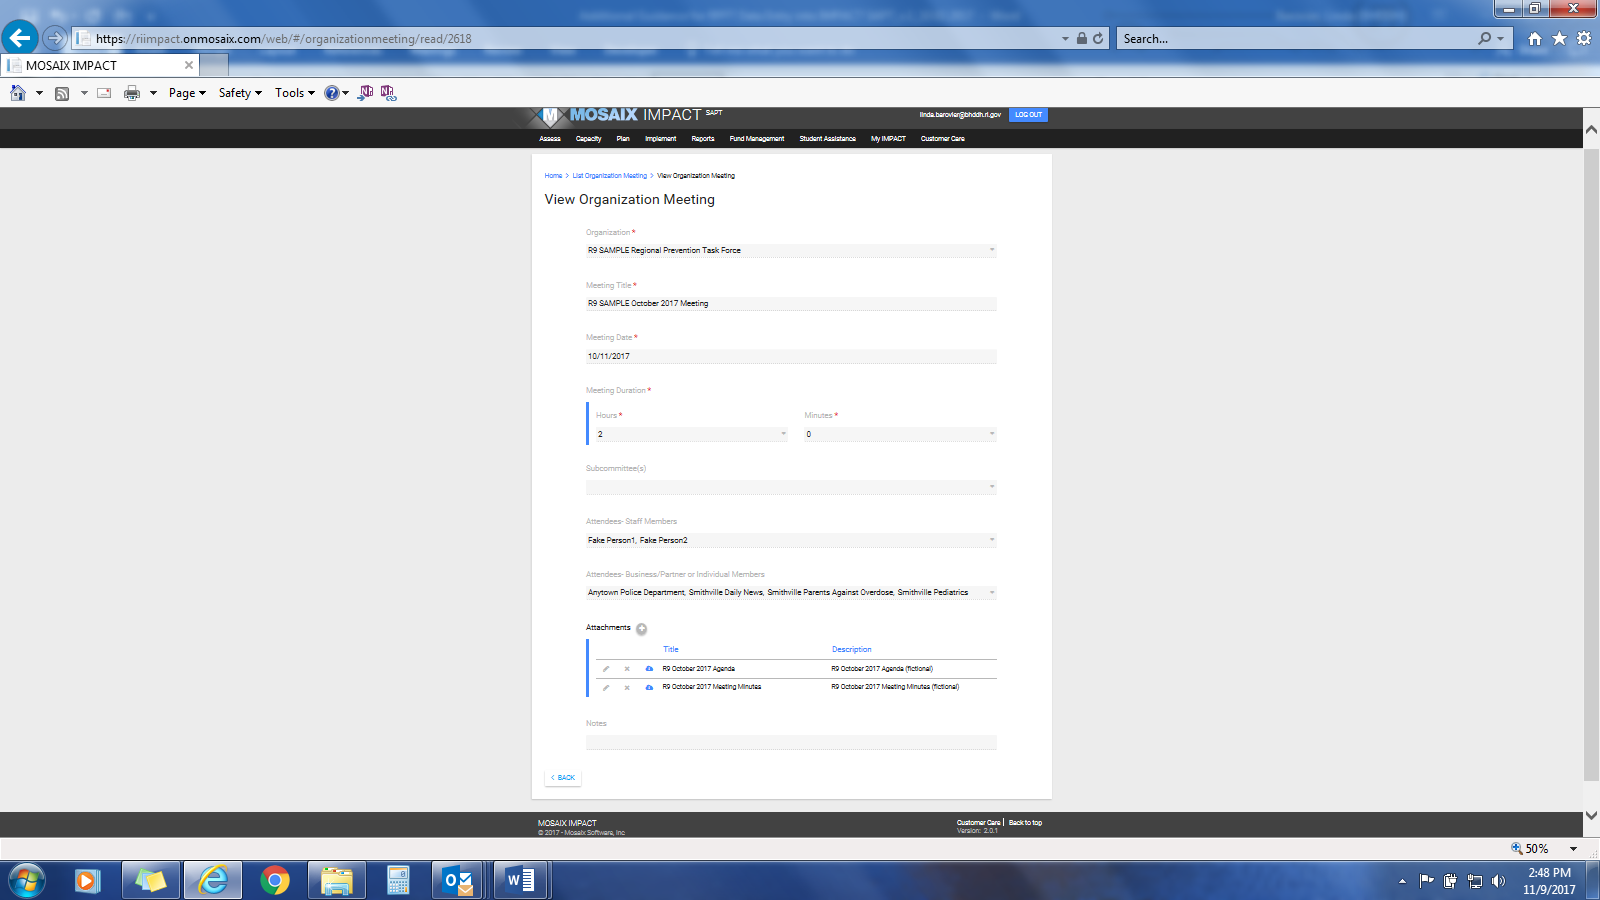 https://riimpact.onmosaix.com/web/#/organizationmeeting/read/2618
Search...
MOSAIX IMPACT
Page Safety Tools
MOSAIX IMPACT SAPT
linda.barovier@bhddh.ri.gov LOG OUT
Assess Capacity Plan Implement Reports Fund Management Student Assistance My IMPACT Customer Care
Home > List Organization Meeting > View Organization Meeting
View Organization Meeting
Organization *
R9 SAMPLE Regional Prevention Task Force
Meeting Title *
R9 SAMPLE October 2017 Meeting
Meeting Date *
10/11/2017
Meeting Duration *
Hours * Minutes *
2 0
Subcommittee(s)
Attendees- Staff Members
Fake Person1, Fake Person2
Attendees- Business/Partner or Individual Members
Anytown Police Department, Smithville Daily News, Smithville Parents Against Overdose, Smithville Pediatrics
Attachments
Title Description
R9 October 2017 Agenda R9 October 2017 Agenda (fictional)
R9 October 2017 Meeting Minutes R9 October 2017 Meeting Minutes (fictional)
Notes
< BACK
MOSAIX IMPACT
© 2017 - Mosaix Software, Inc
Customer Care | Back to top
Version: 2.0.1
50%
2:48 PM
11/9/2017